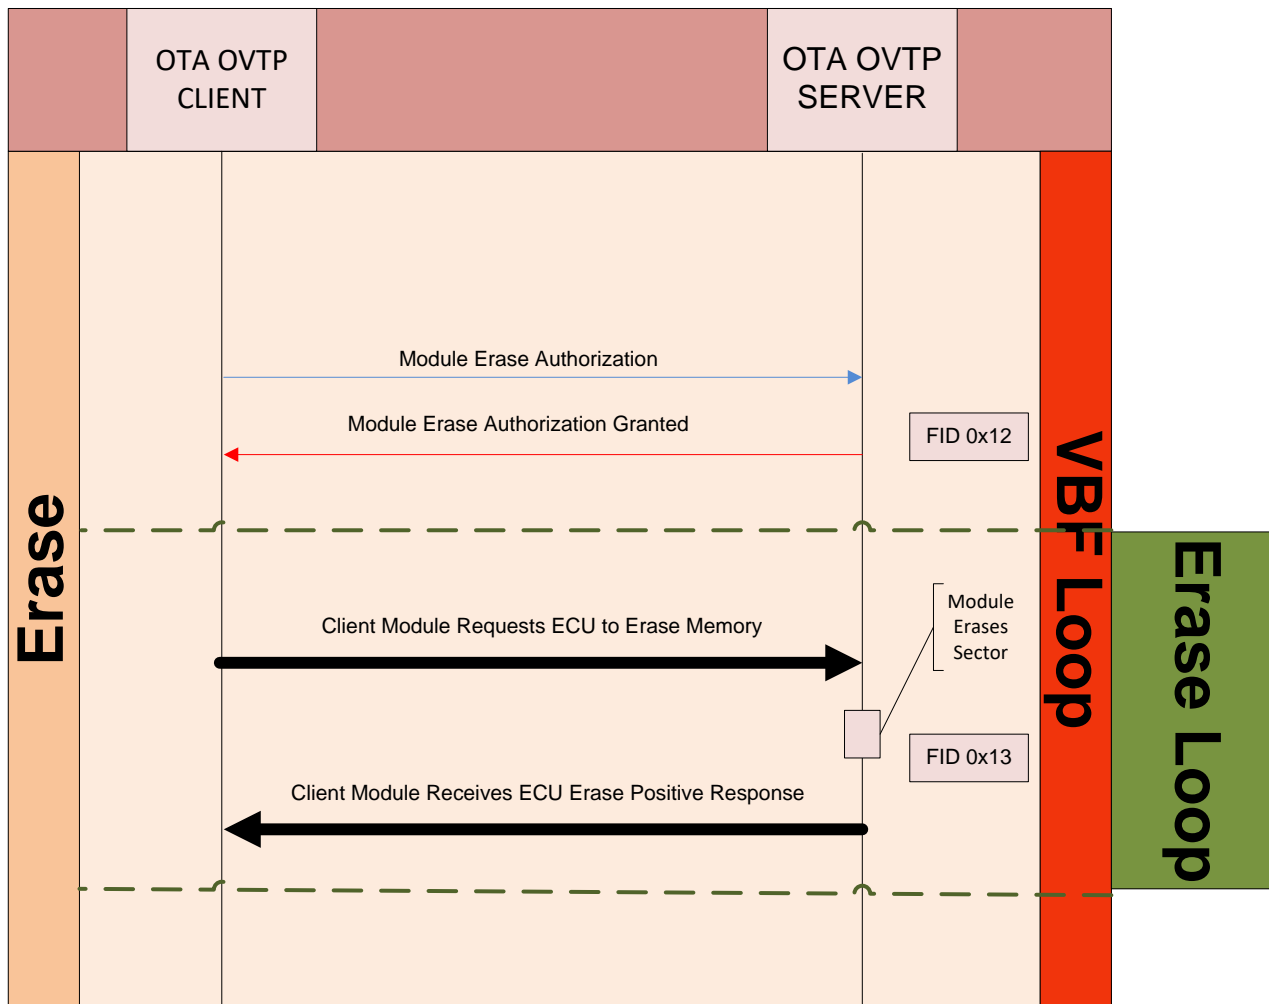 OTA OVTP
CLIENT
OTA OVTP
SERVER
Module Erase Authorization
Module Erase Authorization Granted
FID 0x12
Erase
VBF Loop
Erase Loop
Module
Erases
Sector
Client Module Requests ECU to Erase Memory
FID 0x13
Client Module Receives ECU Erase Positive Response